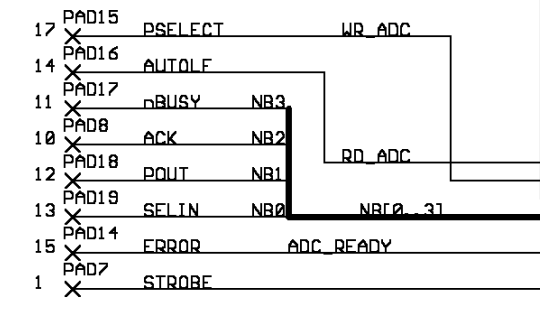 PAD15
17 PSELECT WR_ADC
PAD16
14 AUTOLF
PAD17
11 nBUSY NB3
PAD8
10 ACK NB2
PAD18
12 POUT NB1
RD_ADC
PAD19
13 SELIN NB0 NB[0..3]
PAD14
15 ERROR ADC_READY
PAD7
1 STROBE